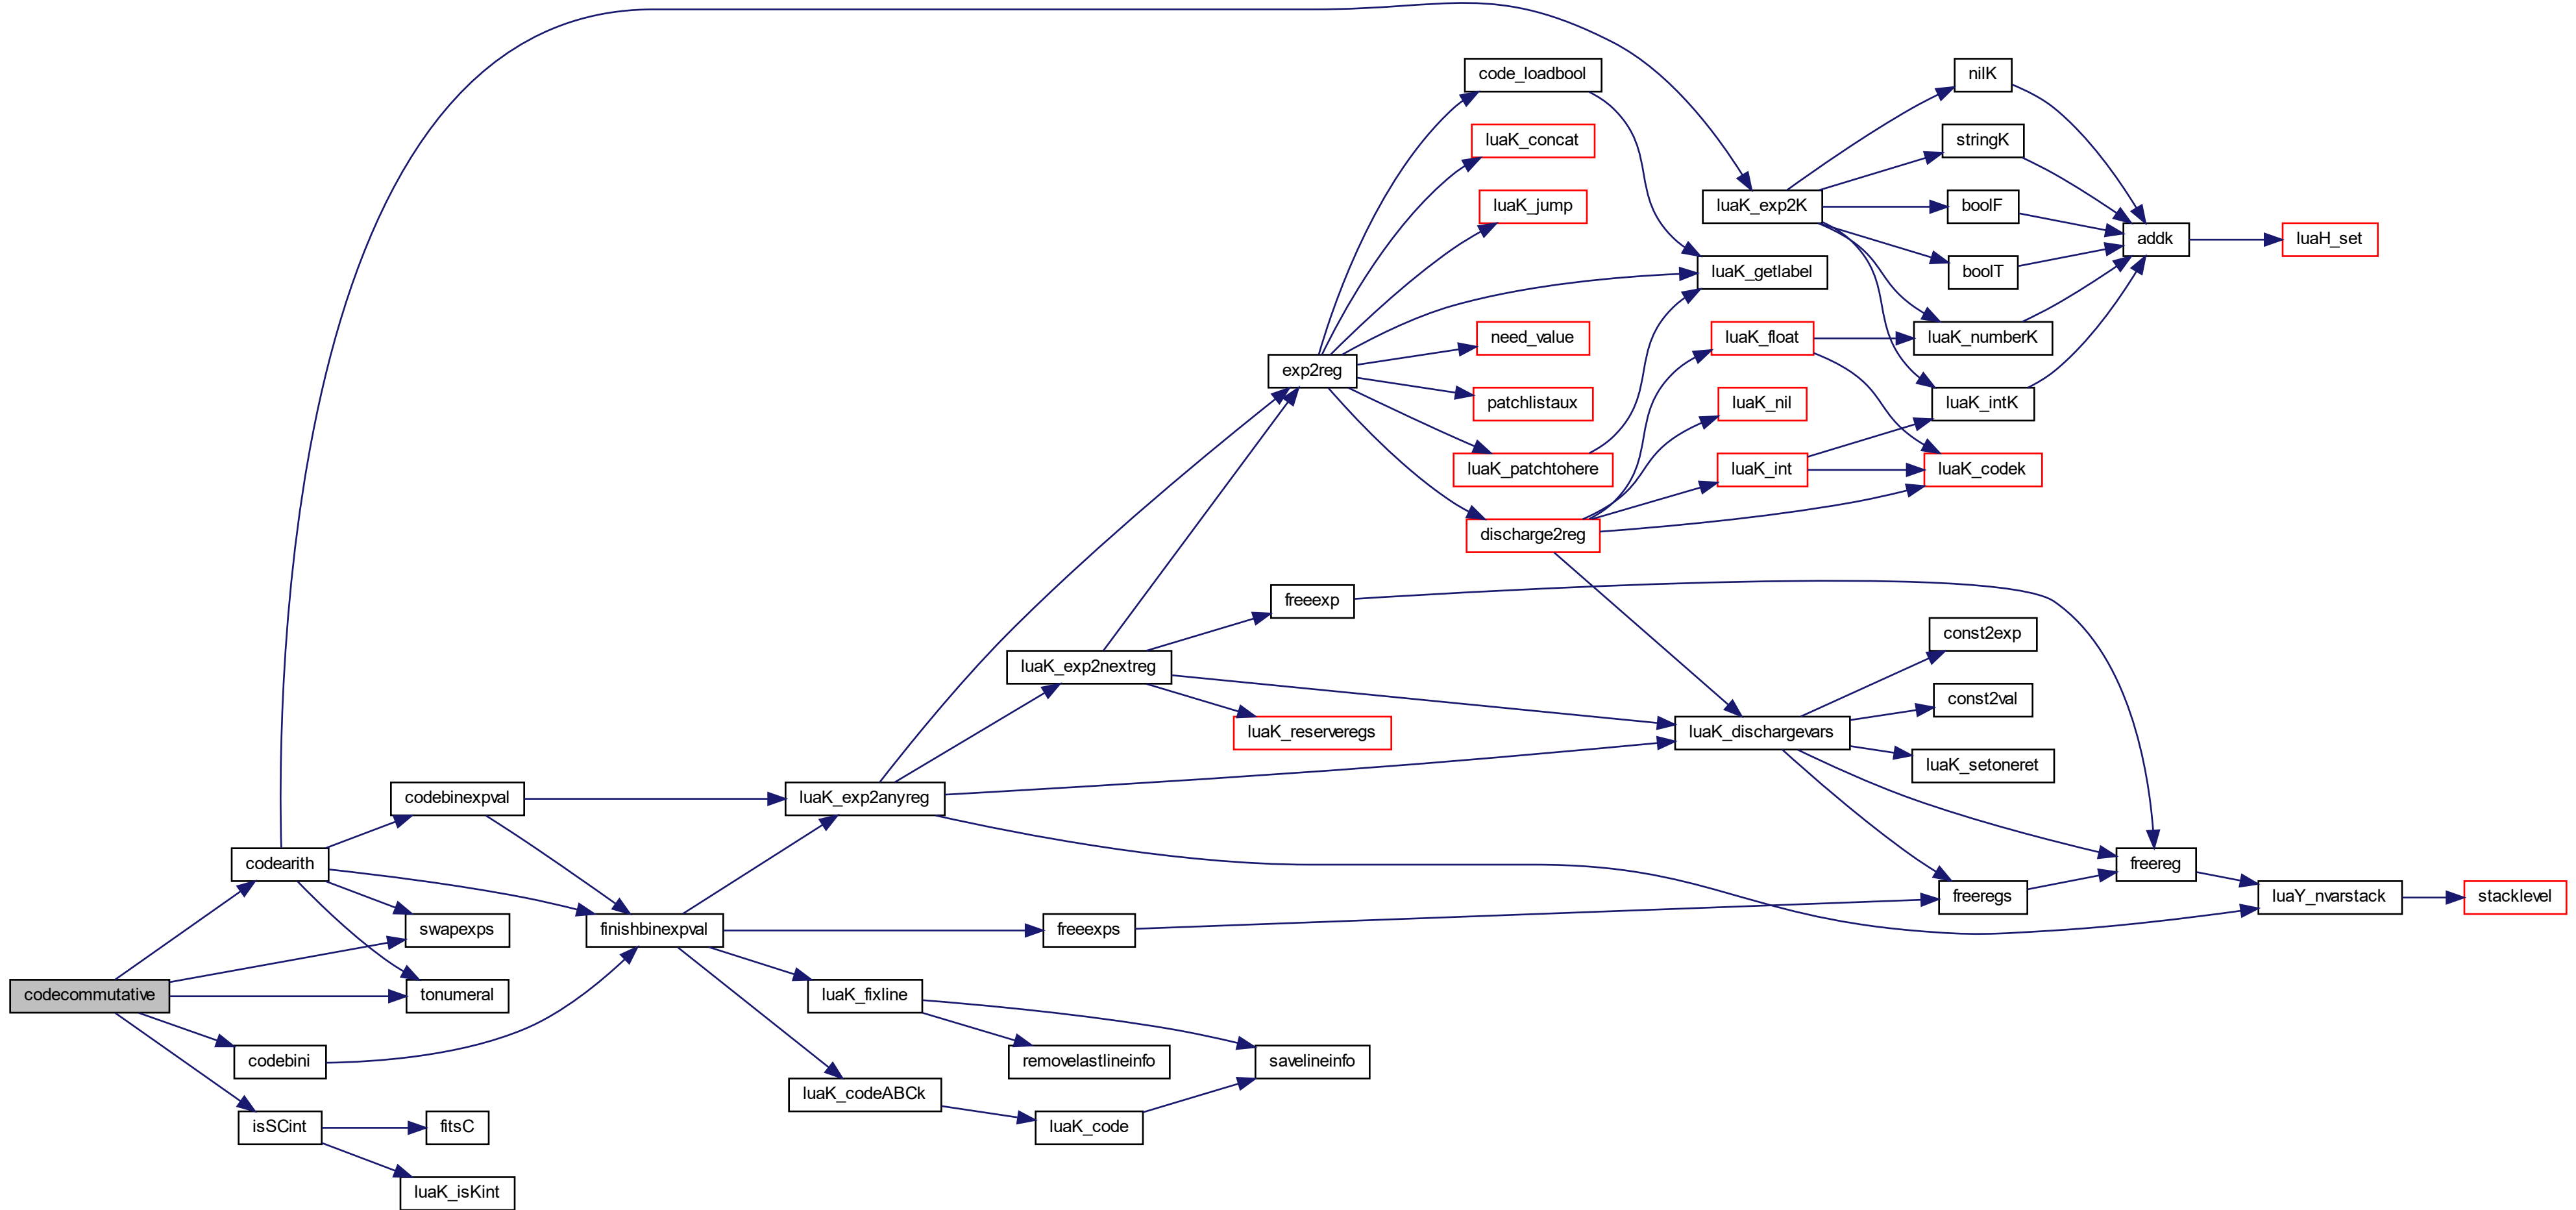 code_loadbool
nilK
luaK_concat
stringK
luaK_jump
luaK_exp2K
boolF
addk
luaH_set
luaK_getlabel
boolT
need_value
luaK_float
luaK_numberK
exp2reg
patchlistaux
luaK_nil
luaK_intK
luaK_patchtohere
luaK_int
luaK_codek
discharge2reg
freeexp
const2exp
luaK_exp2nextreg
const2val
luaK_reserveregs
luaK_dischargevars
luaK_setoneret
codebinexpval
luaK_exp2anyreg
codearith
freereg
freeregs
luaY_nvarstack
stacklevel
swapexps
finishbinexpval
freeexps
codecommutative
tonumeral
luaK_fixline
codebini
removelastlineinfo
savelineinfo
luaK_codeABCk
isSCint
fitsC
luaK_code
luaK_isKint